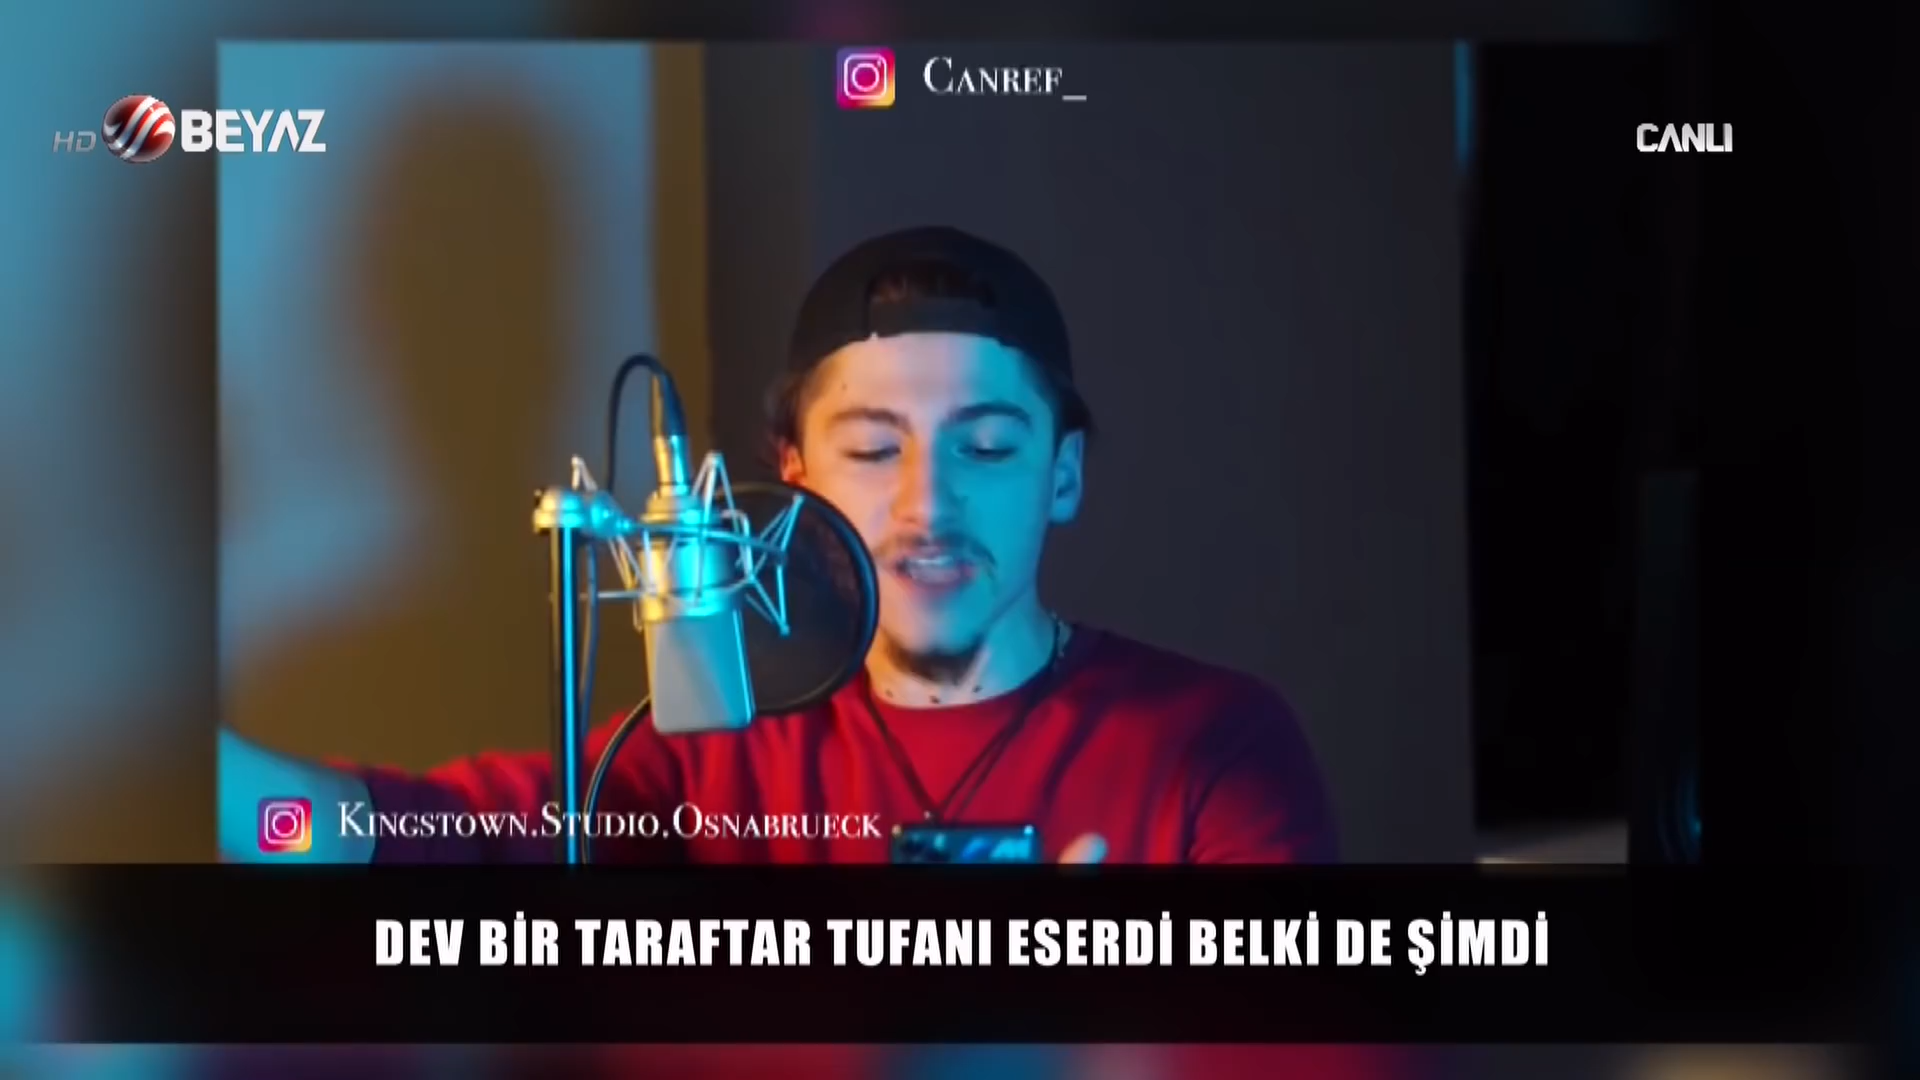 CANREF_
HD BEYAZ
CANLI
KINGSTOWN.STUDIO.OSNABRUECK
DEV BİR TARAFTAR TUFANI ESERDİ BELKİ DE ŞİMDİ